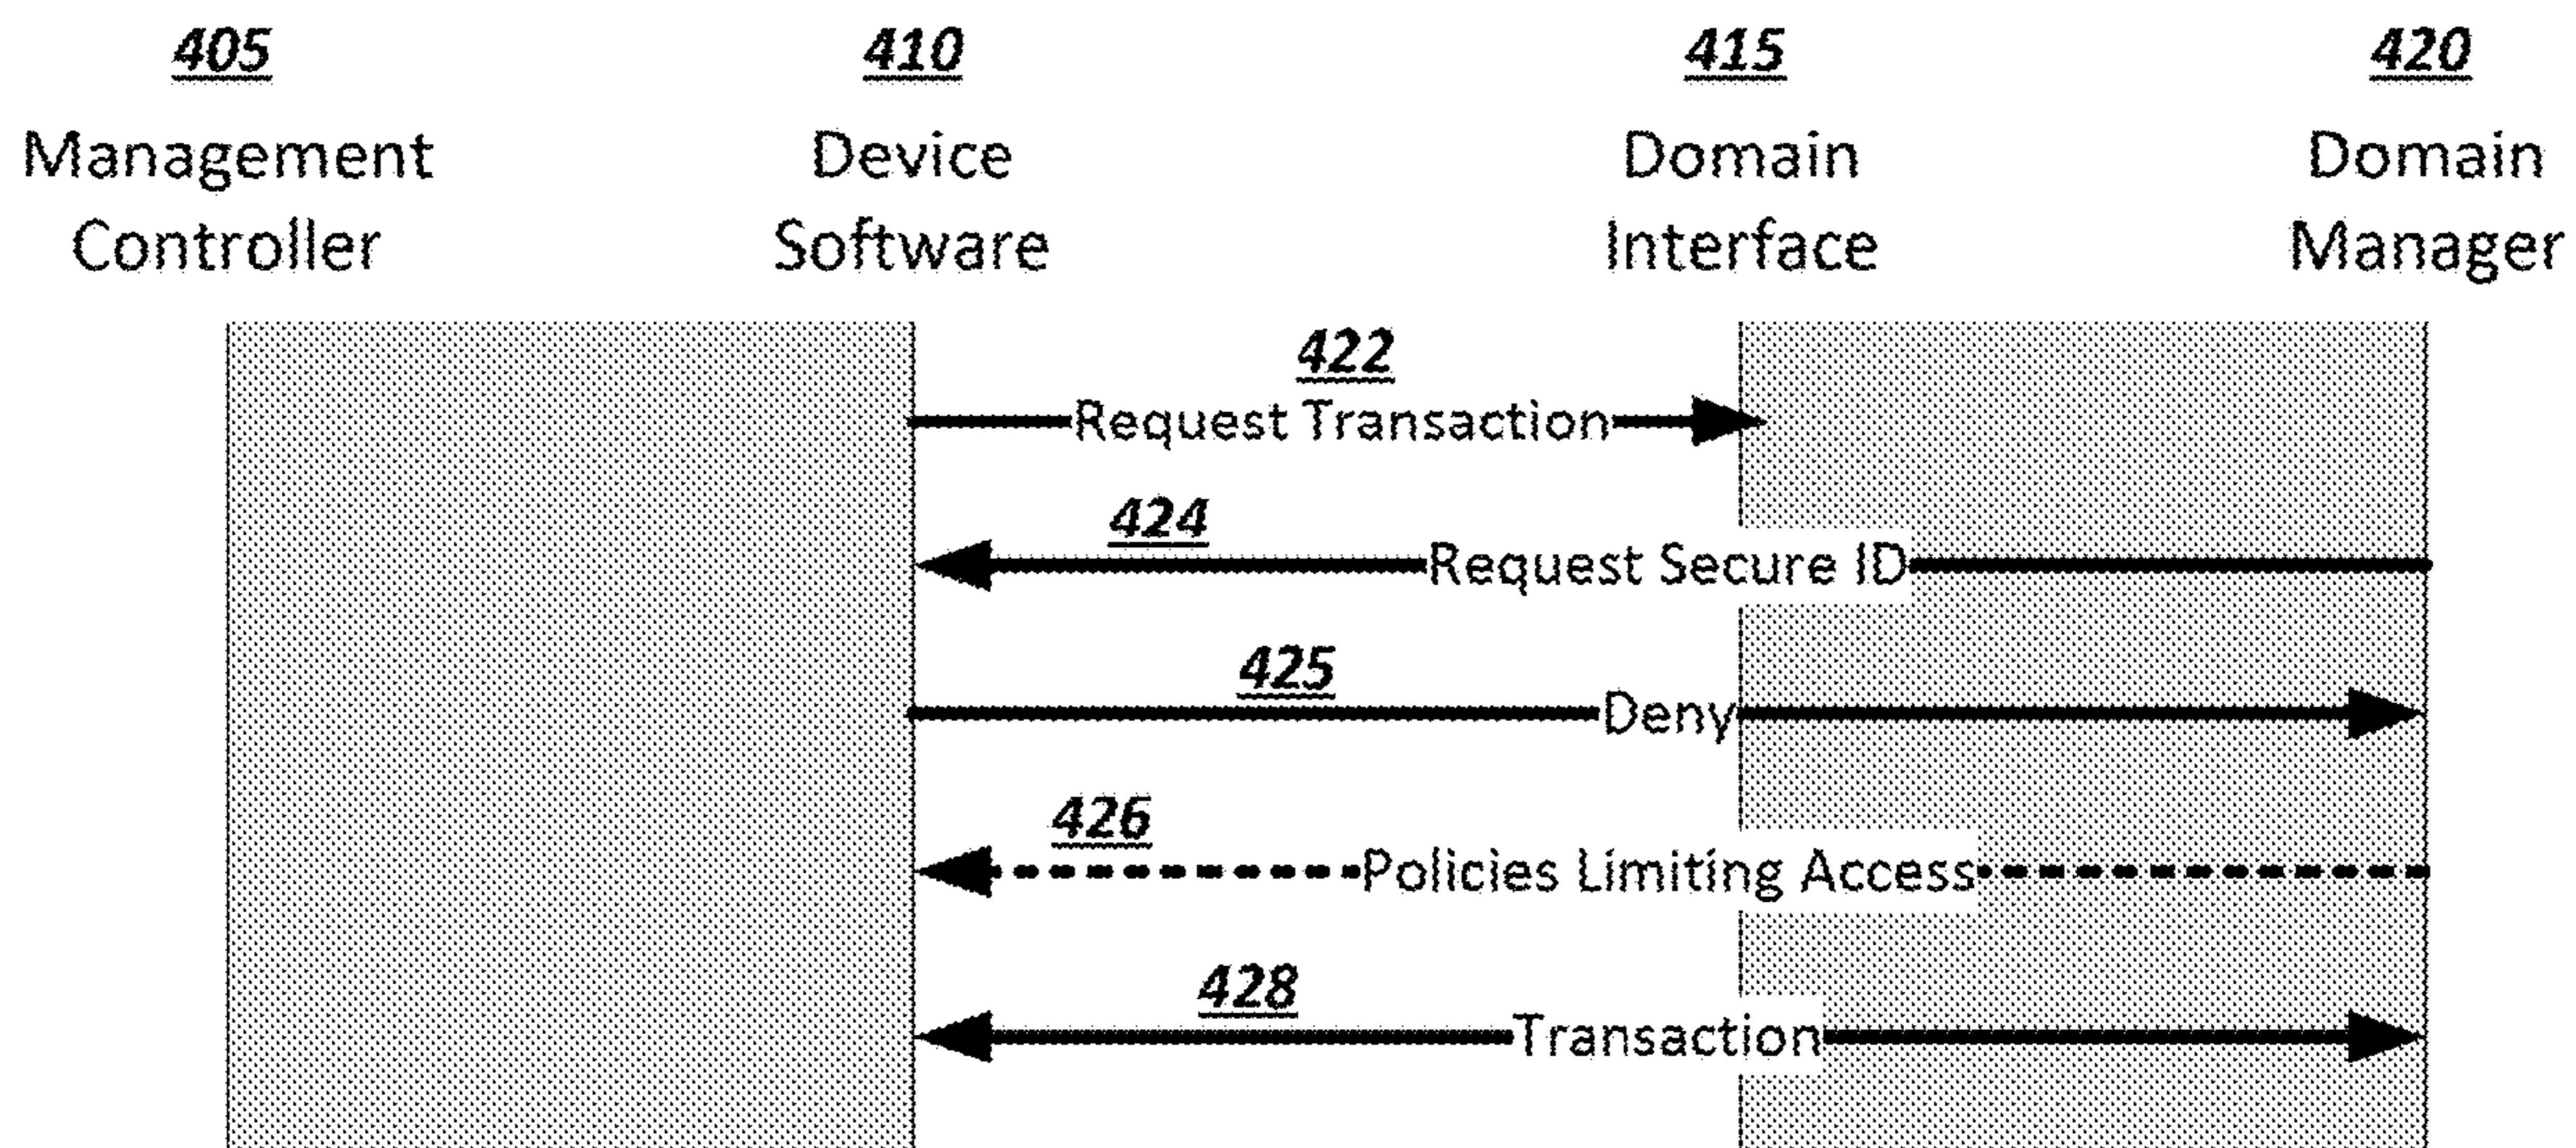 405 410 415 420
Management Device Domain Domain
Controller Software Interface Manager
422
Request Transaction
424
Request Secure ID
425
Deny
426
Policies Limiting Access
428
Transaction